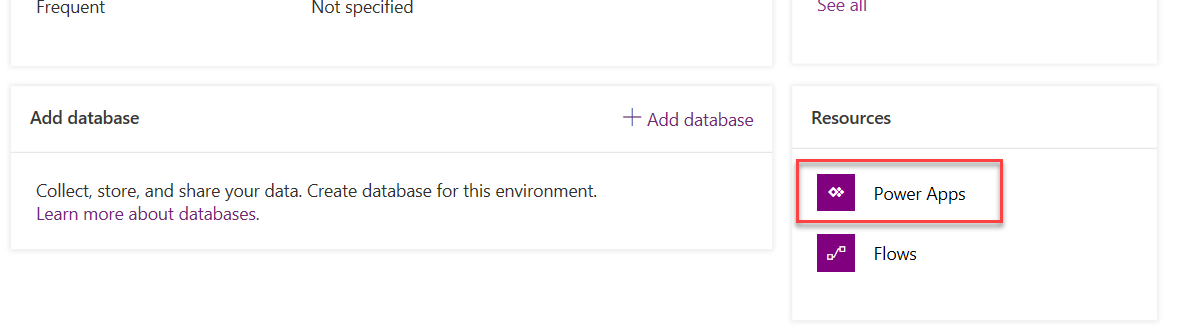 Frequent Not specified
See all
Add database + Add database
Collect, store, and share your data. Create database for this environment.
Learn more about databases.
Resources
Power Apps
Flows